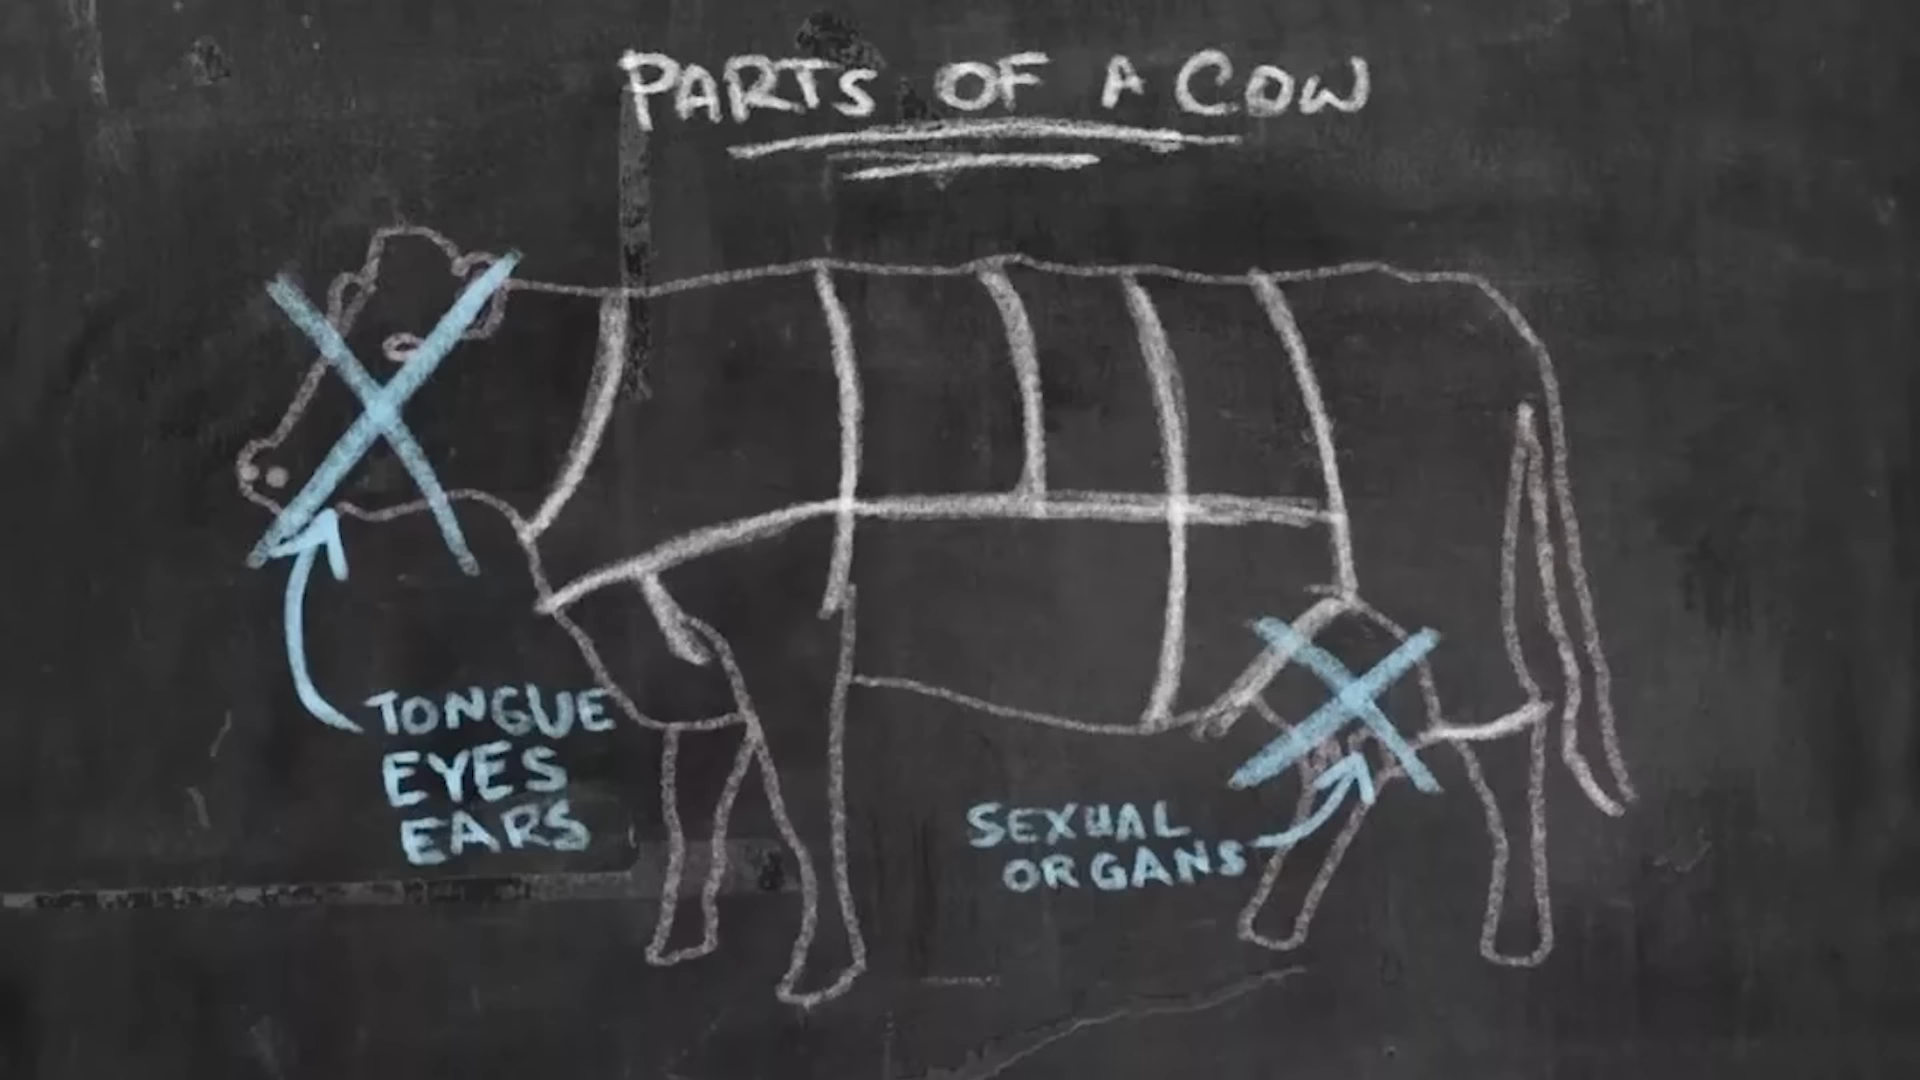 PARTS OF A COW
TONGUE
EYES
EARS
SEXUAL
ORGANS